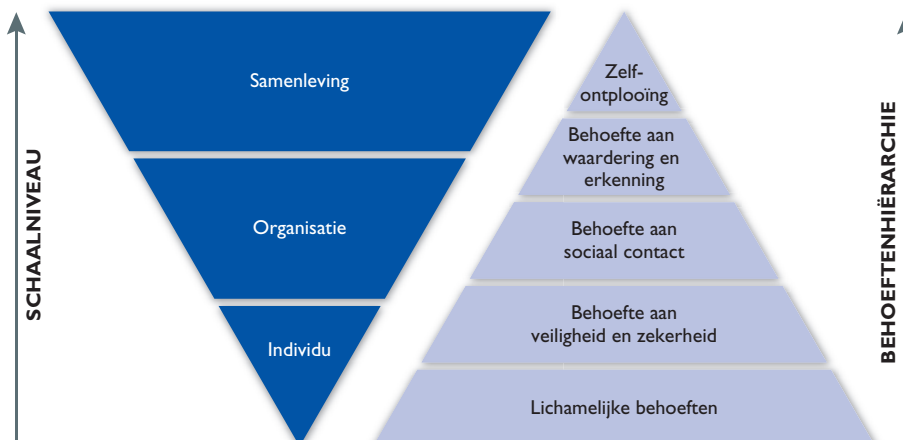 SCHAALNIVEAU
Samenleving
Organisatie
Individu
Zelf-
ontplooïng
Behoefte aan
waardering en
erkenning
Behoefte aan
sociaal contact
Behoefte aan
veiligheid en zekerheid
Lichamelijke behoeften
BEHOEFTENHIËRARCHIE